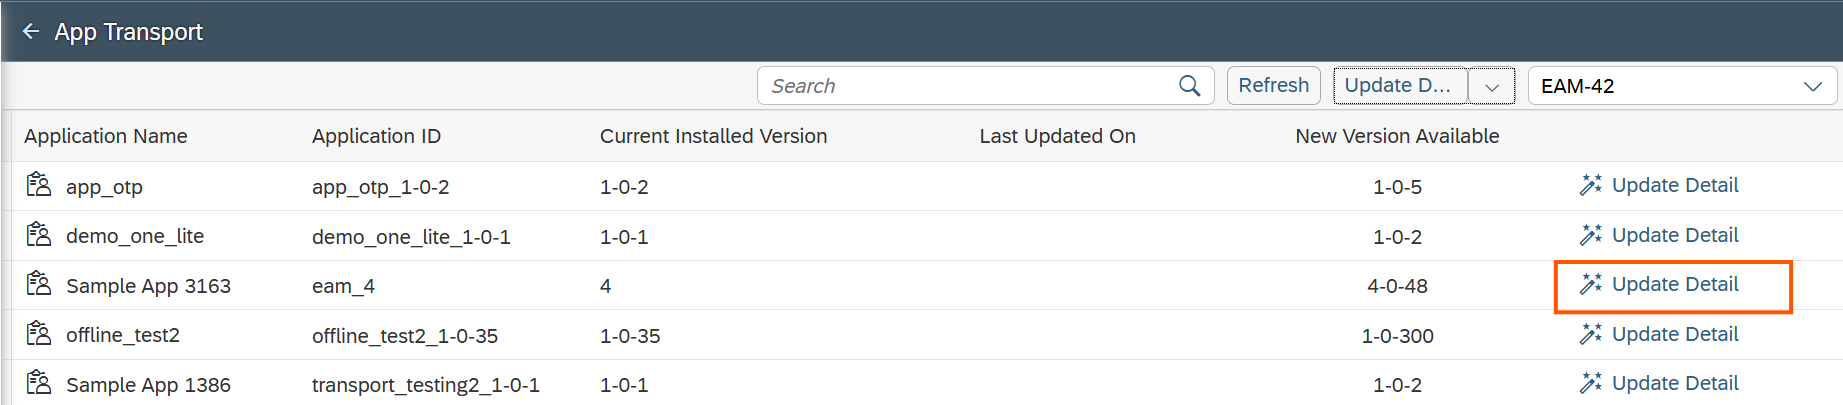 App Transport
Search Refresh Update D... EAM-42
Application Name Application ID Current Installed Version Last Updated On New Version Available
app_otp app_otp_1-0-2 1-0-2 1-0-5 Update Detail
demo_one_lite demo_one_lite_1-0-1 1-0-1 1-0-2 Update Detail
Sample App 3163 eam_4 4 4-0-48 Update Detail
offline_test2 offline_test2_1-0-35 1-0-35 1-0-300 Update Detail
Sample App 1386 transport_testing2_1-0-1 1-0-1 1-0-2 Update Detail